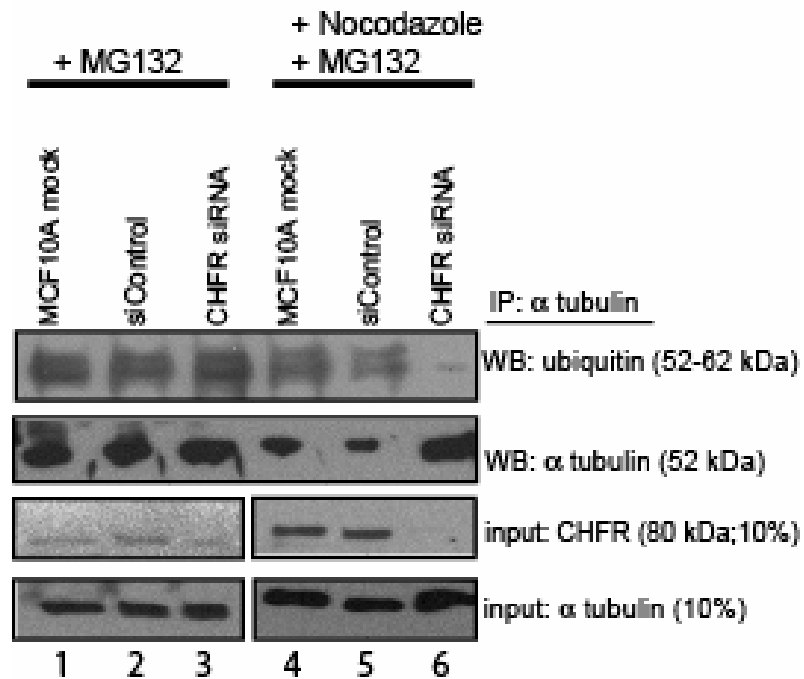 + MG132
+ Nocodazole
+ MG132
MCF10A mock
siControl
CHFR siRNA
MCF10A mock
siControl
CHFR siRNA
IP: α tubulin
WB: ubiquitin (52-62 kDa)
WB: α tubulin (52 kDa)
input: CHFR (80 kDa;10%)
input: α tubulin (10%)
1 2 3 4 5 6